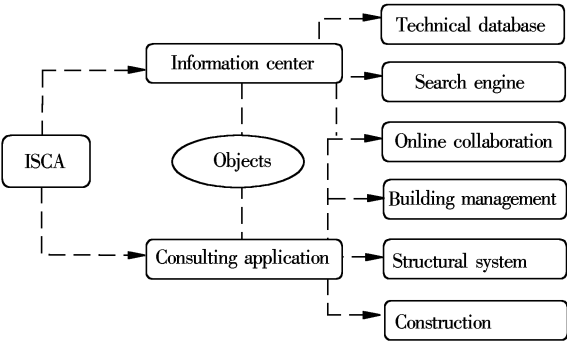 Technical database
Information center
Search engine
Online collaboration
ISCA
Objects
Building management
Consulting application
Structural system
Construction